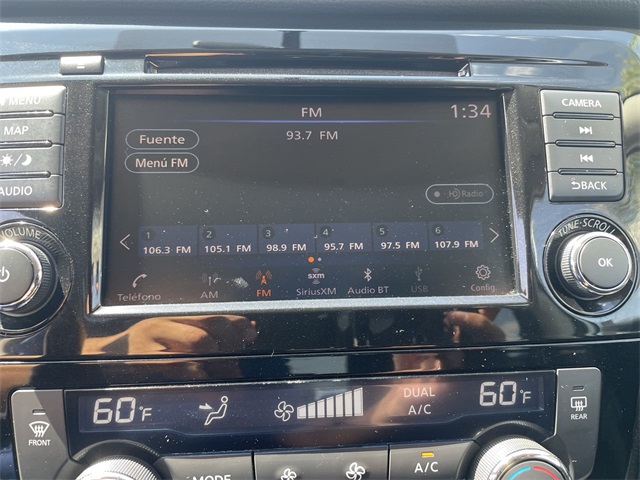 FM 1:34
93.7 FM
Fuente
Menú FM
HD Radio
1 2 3 4 5 6
106.3 FM 105.1 FM 98.9 FM 95.7 FM 97.5 FM 107.9 FM
Teléfono AM FM SiriusXM Audio BT USB Config.
sxm
MENU
MAP
AUDIO
VOLUME
CAMERA
BACK
TUNE·SCROLL
OK
60°F DUAL A/C 60°F
FRONT
REAR
MODE
A/C